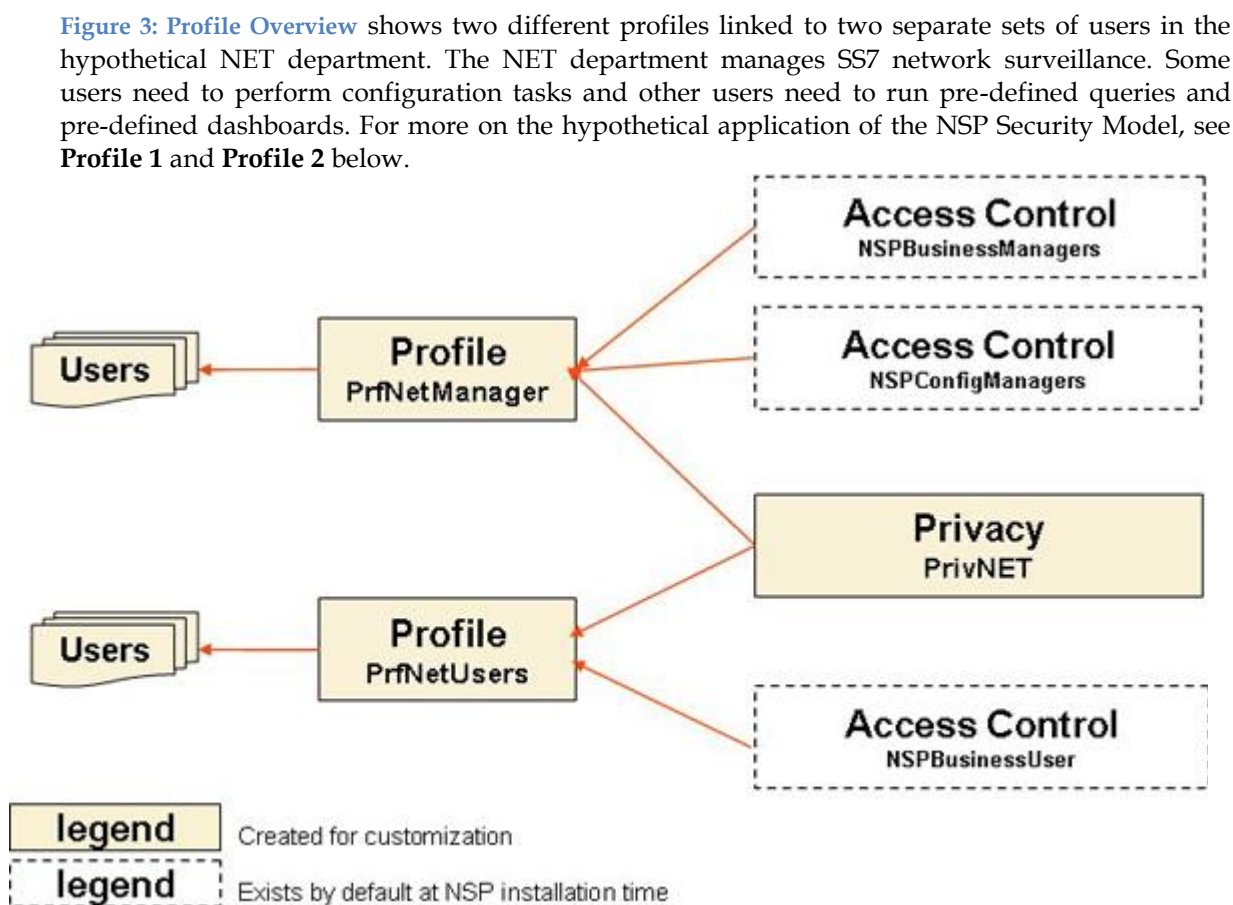 Figure 3: Profile Overview shows two different profiles linked to two separate sets of users in the
hypothetical NET department. The NET department manages SS7 network surveillance. Some
users need to perform configuration tasks and other users need to run pre-defined queries and
pre-defined dashboards. For more on the hypothetical application of the NSP Security Model, see
Profile 1 and Profile 2 below.
Access Control
NSPBusinessManagers
Users
Profile
PrfNetManager
Access Control
NSPConfigManagers
Privacy
PrivNET
Users
Profile
PrfNetUsers
Access Control
NSPBusinessUser
legend
Created for customization
legend
Exists by default at NSP installation time